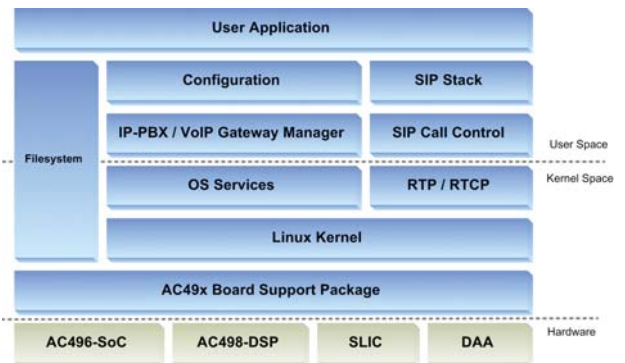 User Application
Configuration
SIP Stack
IP-PBX / VoIP Gateway Manager
SIP Call Control
Filesystem
User Space
Kernel Space
OS Services
RTP / RTCP
Linux Kernel
AC49x Board Support Package
Hardware
AC496-SoC
AC498-DSP
SLIC
DAA